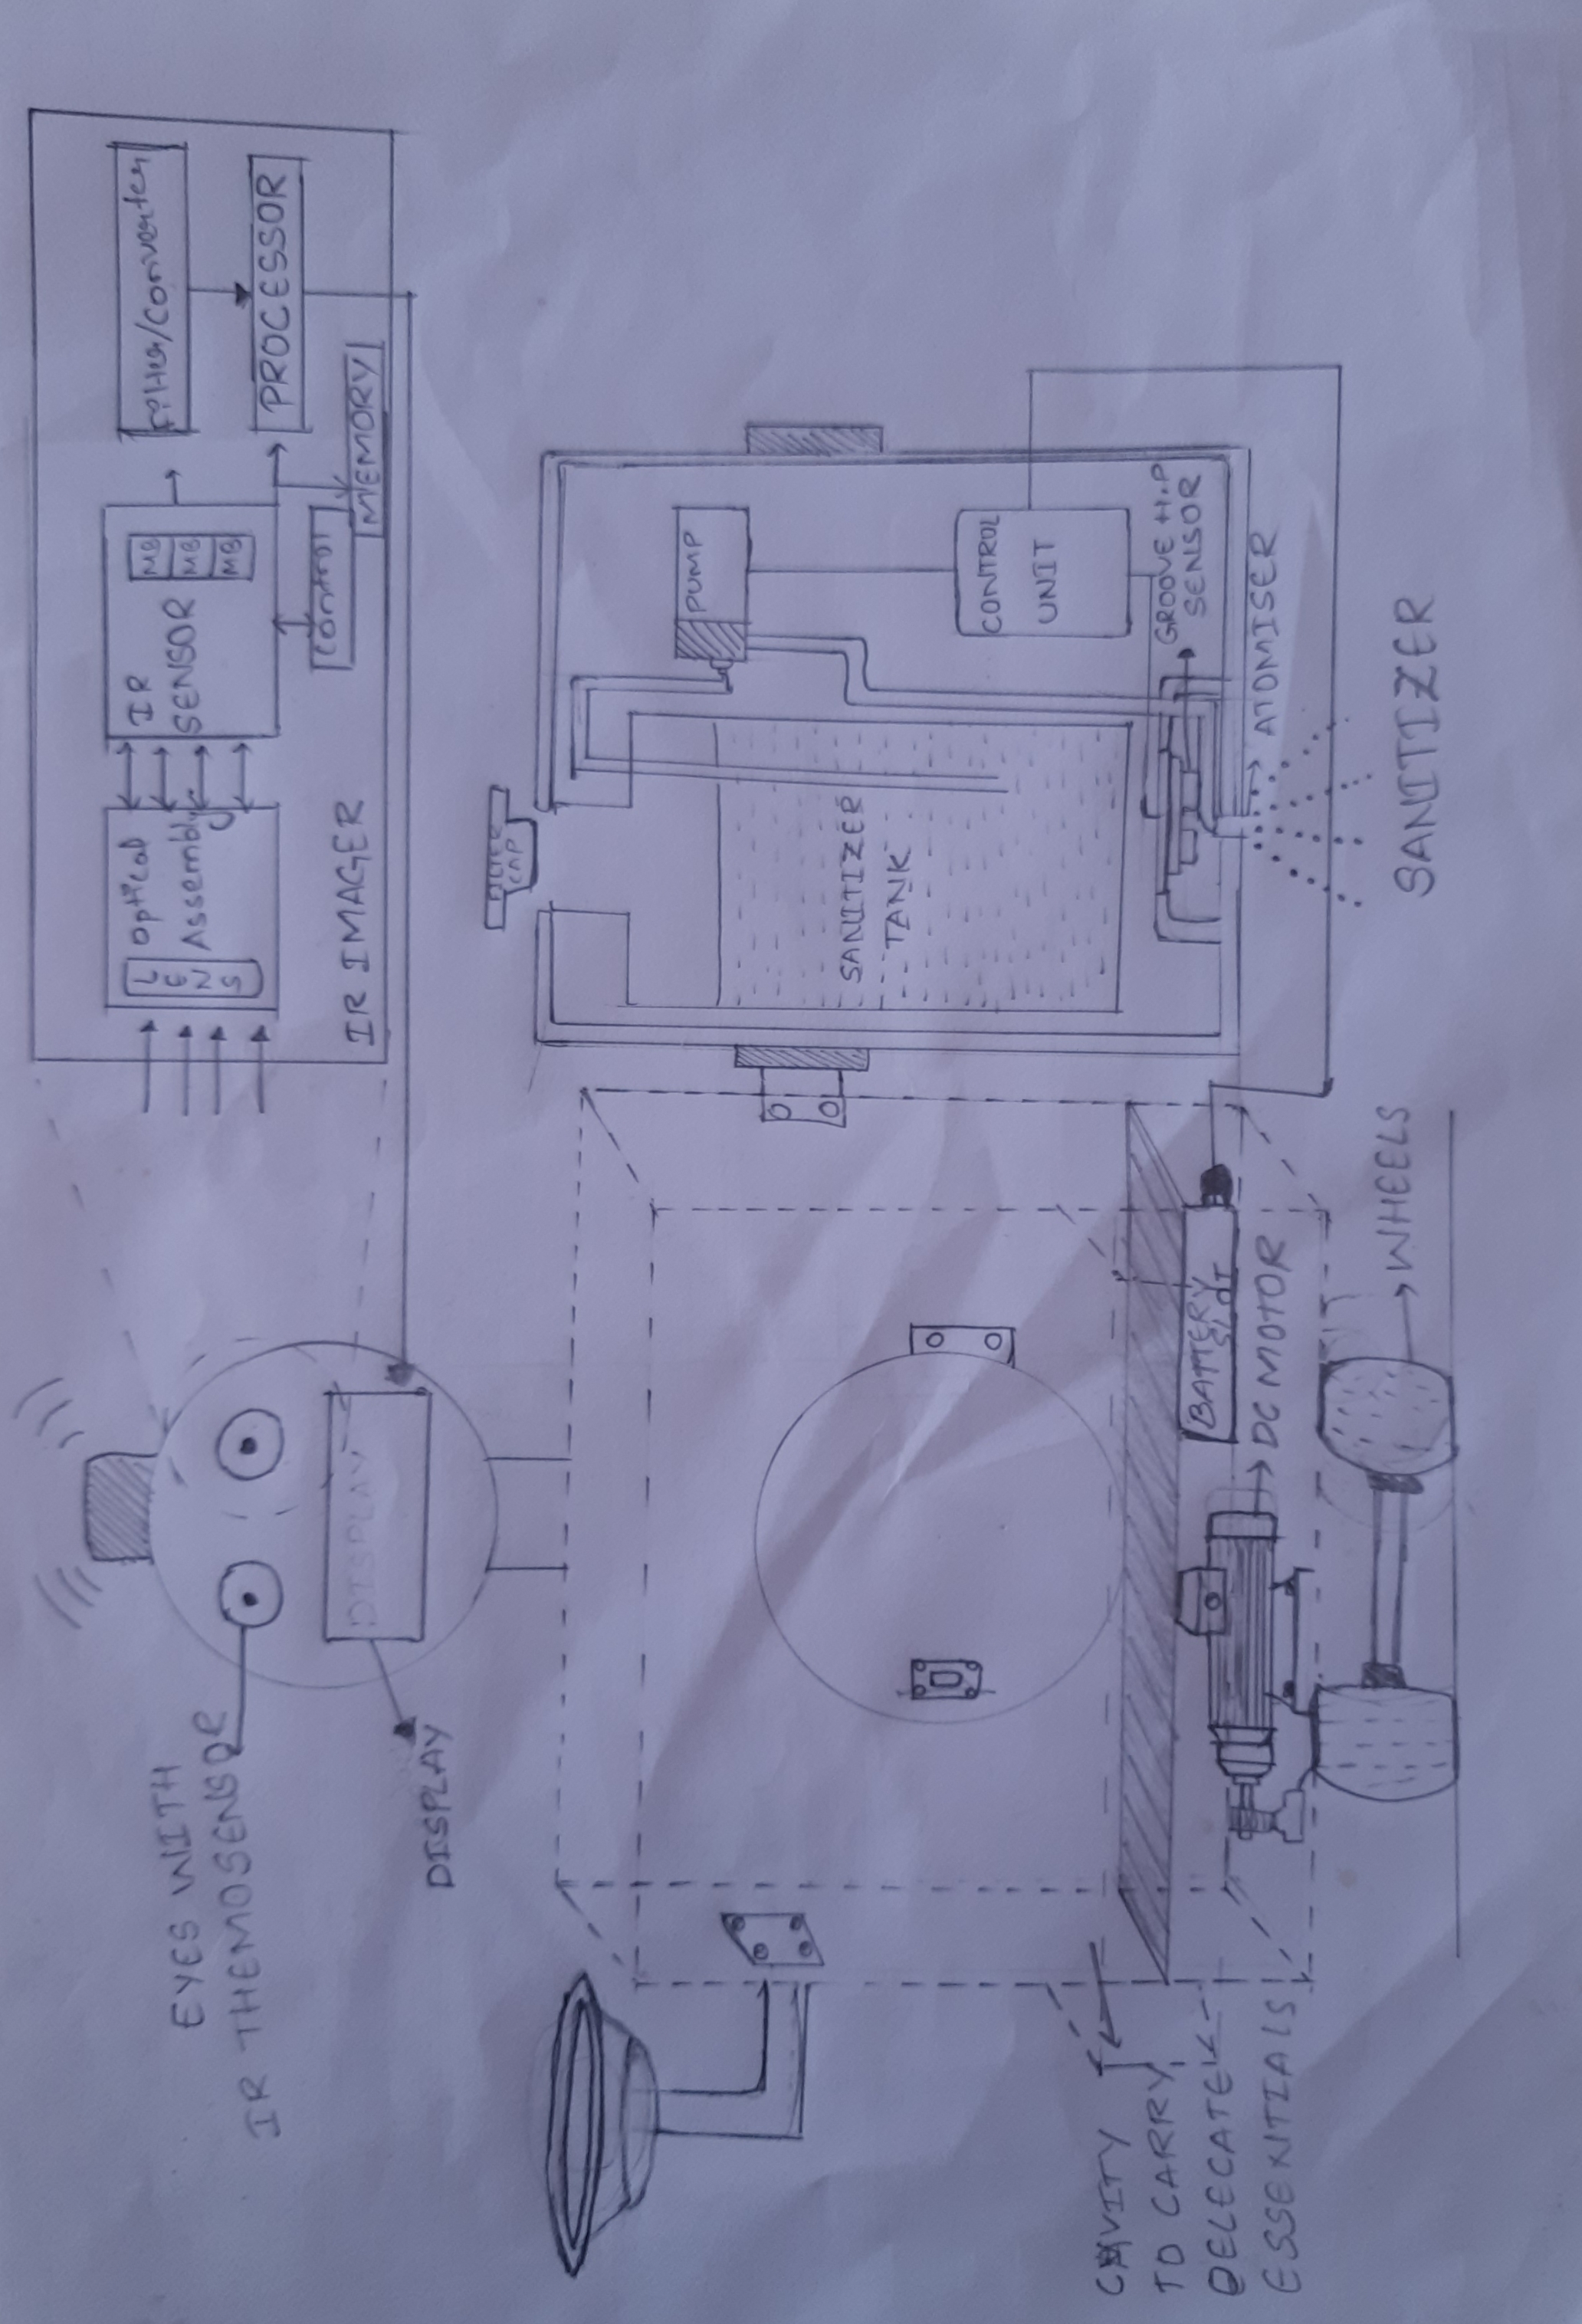 EYES WITH
IR THEMOSENSOR
DISPLAY
DISPLAY
LENS
Optical
Assembly
IR
SENSOR
MB
MB
MB
Filter/Converter
PROCESSOR
Control
MEMORY
IR IMAGER
FILTER
CAP
PUMP
SANITIZER
TANK
CONTROL
UNIT
GROOVE H.P
SENSOR
ATOMISER
SANITIZER
CAVITY
TO CARRY
DELECATE
ESSENTIALS
BATTERY
SLOT
DC MOTOR
WHEELS